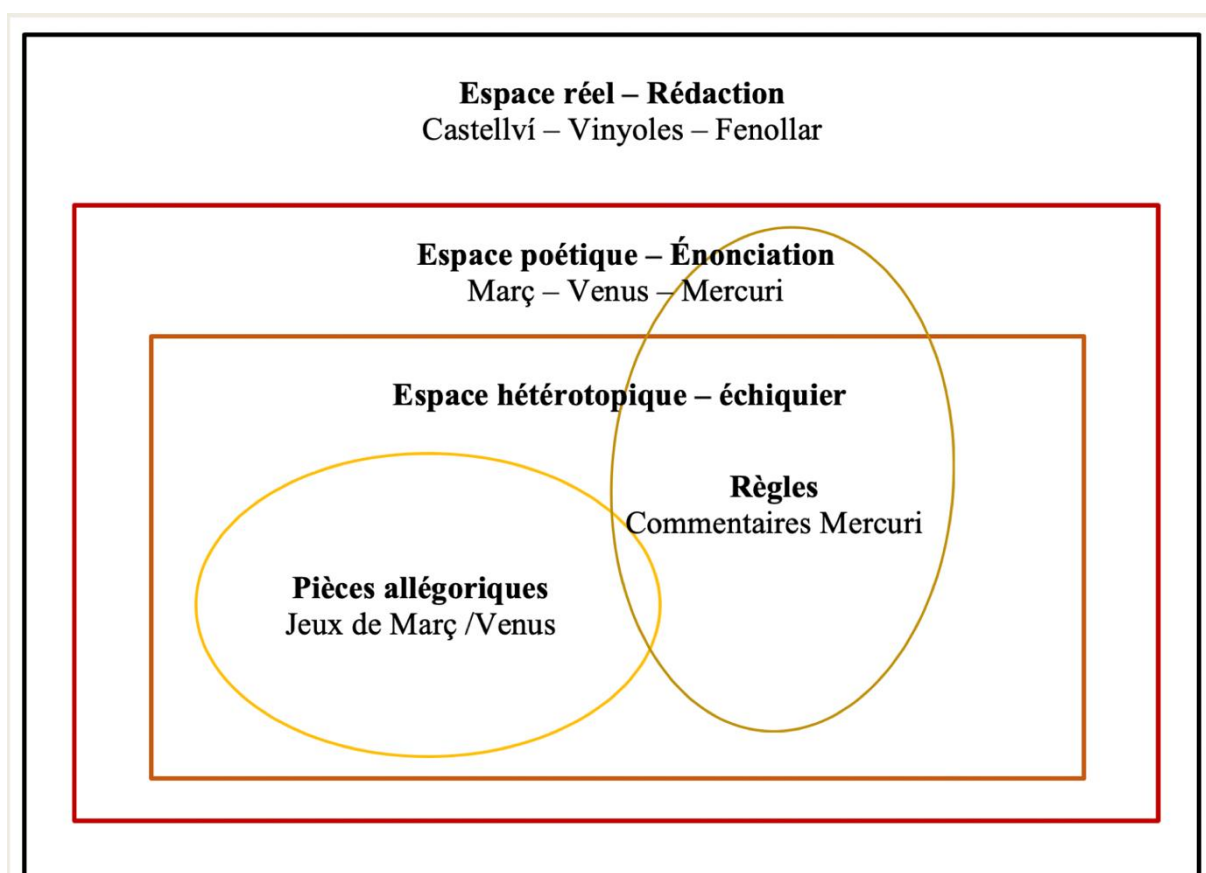 Espace réel – Rédaction
Castellví – Vinyoles – Fenollar
Espace poétique – Énonciation
Març – Venus – Mercuri
Espace hétérotopique – échiquier
Règles
Commentaires Mercuri
Pièces allégoriques
Jeux de Març /Venus